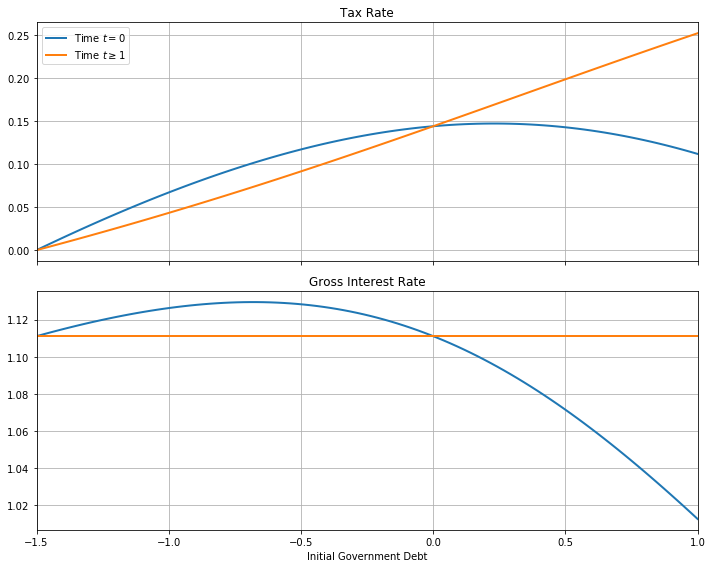 Tax Rate
Time t = 0
Time t ≥ 1
0.25
0.20
0.15
0.10
0.05
0.00
Gross Interest Rate
1.12
1.10
1.08
1.06
1.04
1.02
−1.5 −1.0 −0.5 0.0 0.5 1.0
Initial Government Debt